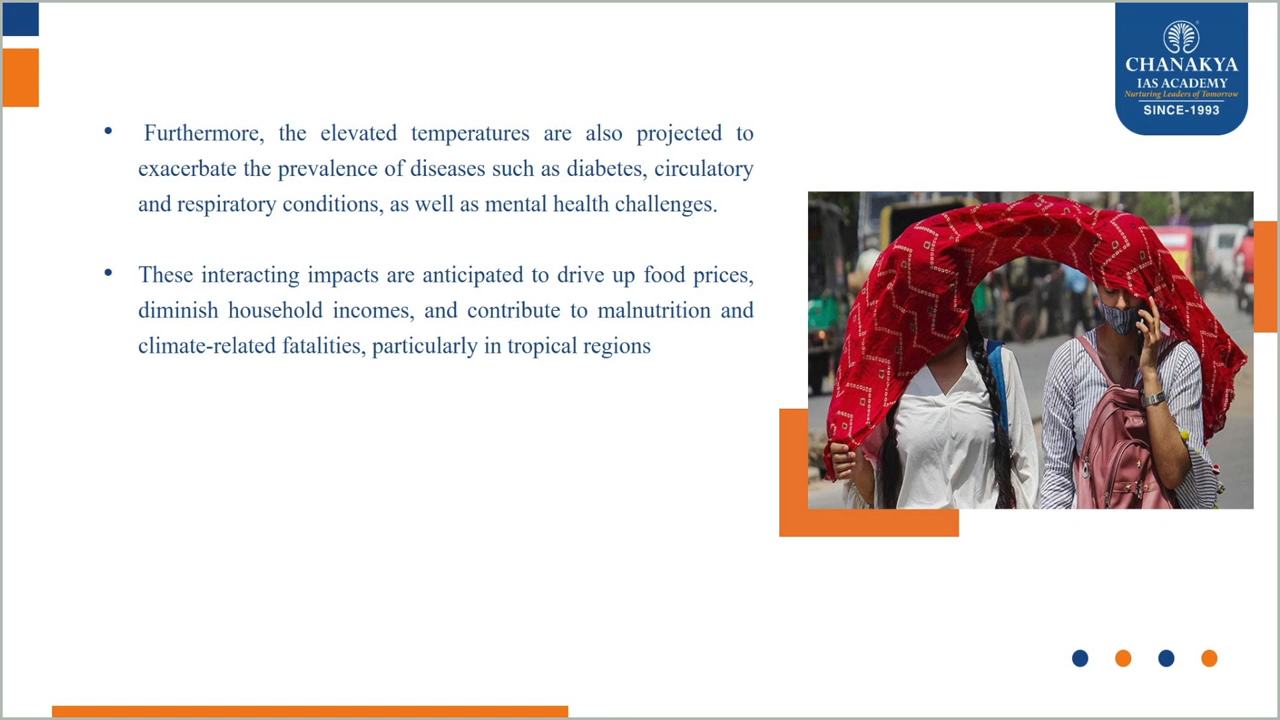 CHANAKYA
IAS ACADEMY
Nurturing Leaders of Tomorrow
SINCE-1993
• Furthermore, the elevated temperatures are also projected to
exacerbate the prevalence of diseases such as diabetes, circulatory
and respiratory conditions, as well as mental health challenges.
• These interacting impacts are anticipated to drive up food prices,
diminish household incomes, and contribute to malnutrition and
climate-related fatalities, particularly in tropical regions